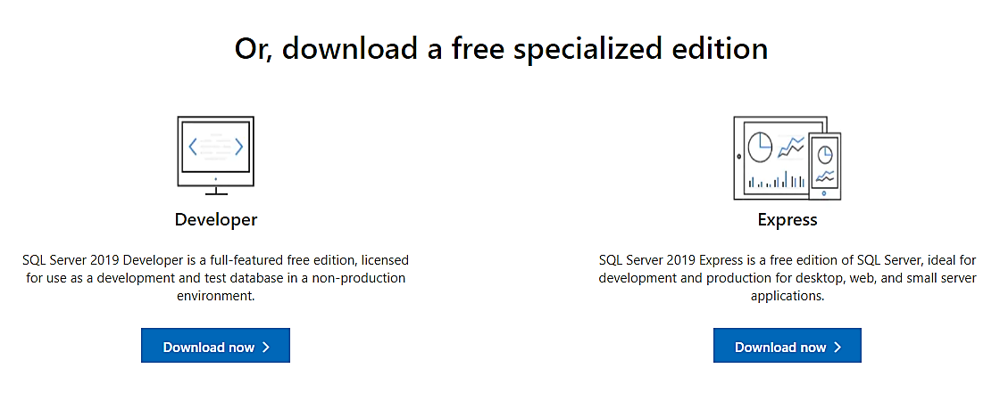 Or, download a free specialized edition
Developer
SQL Server 2019 Developer is a full-featured free edition, licensed
for use as a development and test database in a non-production
environment.
Download now
Express
SQL Server 2019 Express is a free edition of SQL Server, ideal for
development and production for desktop, web, and small server
applications.
Download now